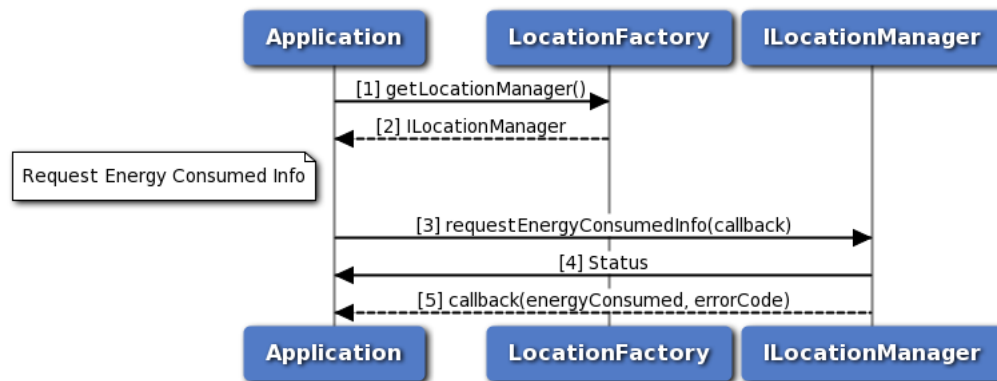 Application
LocationFactory
ILocationManager
[1] getLocationManager()
[2] ILocationManager
Request Energy Consumed Info
[3] requestEnergyConsumedInfo(callback)
[4] Status
[5] callback(energyConsumed, errorCode)
Application
LocationFactory
ILocationManager